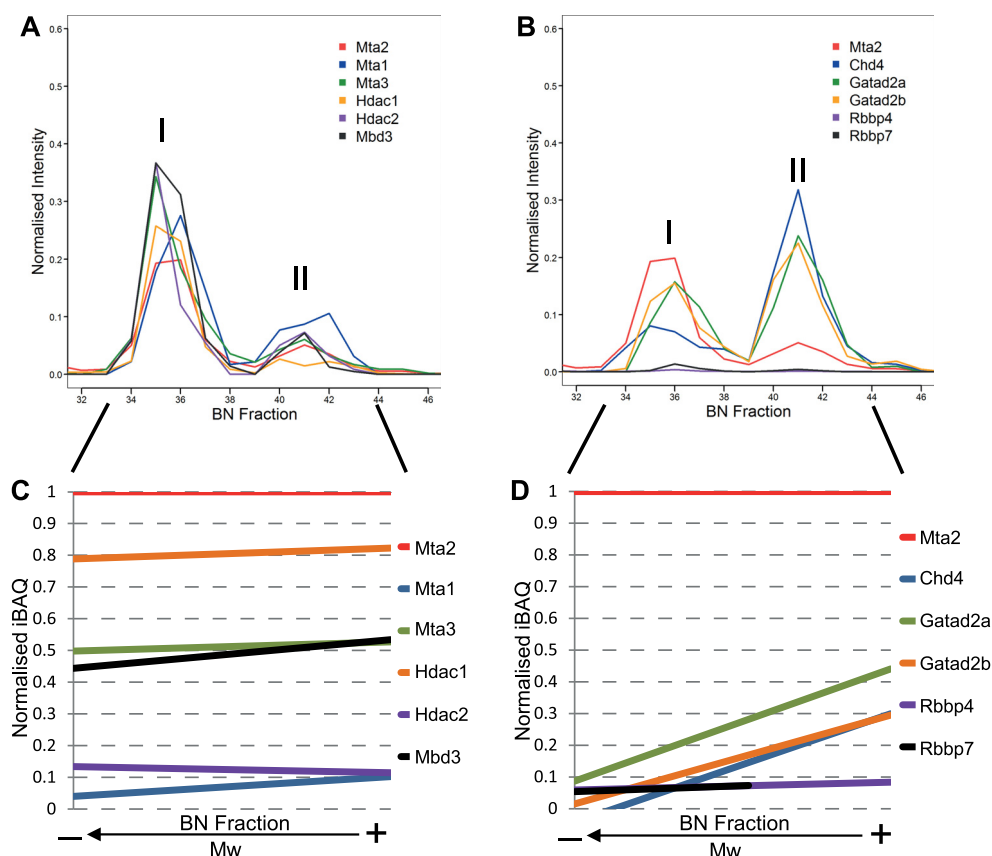 A
0.6
0.5
0.4
0.3
0.2
0.1
0.0
Normalised Intensity
I
II
Mta2
Mta1
Mta3
Hdac1
Hdac2
Mbd3
32 34 36 38 40 42 44 46
BN Fraction
B
0.6
0.5
0.4
0.3
0.2
0.1
0.0
Normalised Intensity
I
II
Mta2
Chd4
Gatad2a
Gatad2b
Rbbp4
Rbbp7
32 34 36 38 40 42 44 46
BN Fraction
C
1
0.9
0.8
0.7
0.6
0.5
0.4
0.3
0.2
0.1
0
Normalised iBAQ
Mta2
Mta1
Mta3
Hdac1
Hdac2
Mbd3
− BN Fraction +
Mw
D
1
0.9
0.8
0.7
0.6
0.5
0.4
0.3
0.2
0.1
0
Normalised iBAQ
Mta2
Chd4
Gatad2a
Gatad2b
Rbbp4
Rbbp7
− BN Fraction +
Mw